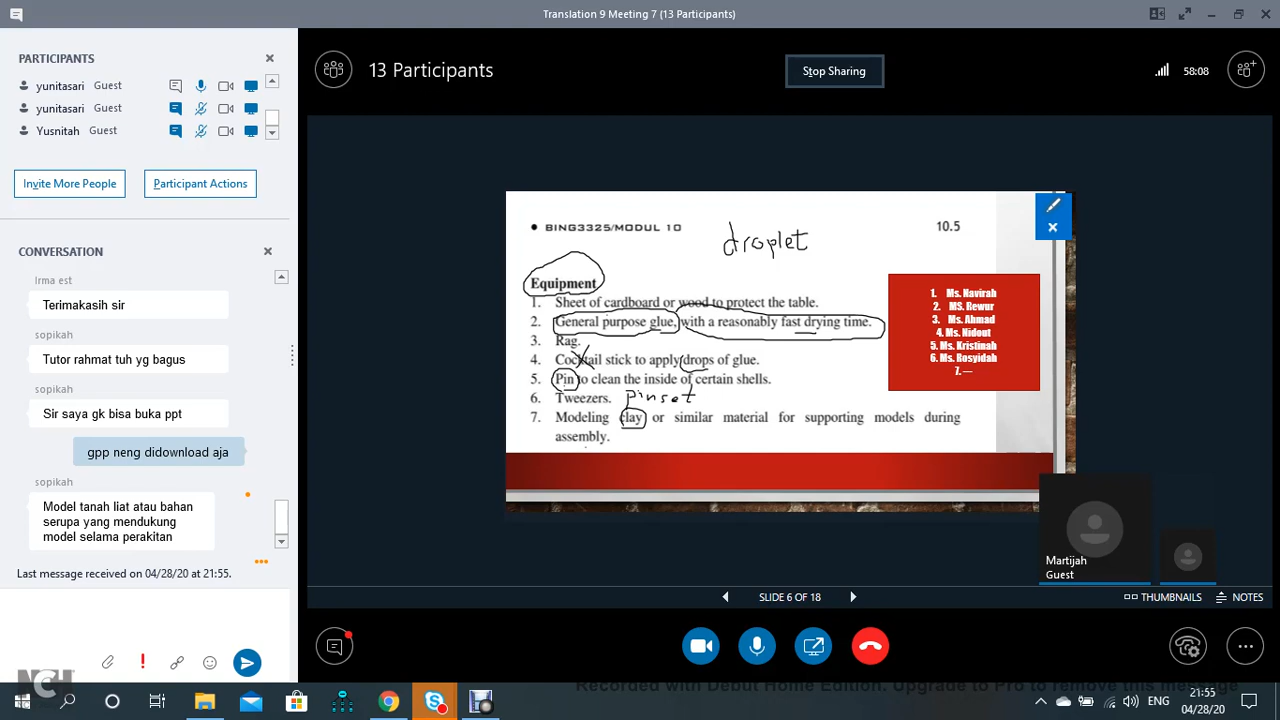 Translation 9 Meeting 7 (13 Participants)
PARTICIPANTS
yunitasari Guest
yunitasari Guest
Yusnitah Guest
Invite More People
Participant Actions
CONVERSATION
Irma est
Terimakasih sir
sopikah
Tutor rahmat tuh yg bagus
Sir saya gk bisa buka ppt
gpp neng didownload aja
sopikah
Model tanah liat atau bahan
serupa yang mendukung
model selama perakitan
Last message received on 04/28/20 at 21:55.
13 Participants
Stop Sharing
58:08
● BING3325/MODUL 10
10.5
droplet
Equipment
1. Sheet of cardboard or wood to protect the table.
2. General purpose glue, with a reasonably fast drying time.
3. Rag.
4. Cocktail stick to apply drops of glue.
5. Pin to clean the inside of certain shells.
6. Tweezers. pinset
7. Modeling clay or similar material for supporting models during
assembly.
1. Ms. Navirah
2. MS. Rewur
3. Ms. Ahmad
4. Ms. Nidout
5. Ms. Kristinah
6. Ms. Rosyidah
7. —
Martijah
Guest
SLIDE 6 OF 18
THUMBNAILS
NOTES
NCH
Recorded with Debut Home Edition. Upgrade to Pro to remove this message
21:55
04/28/20